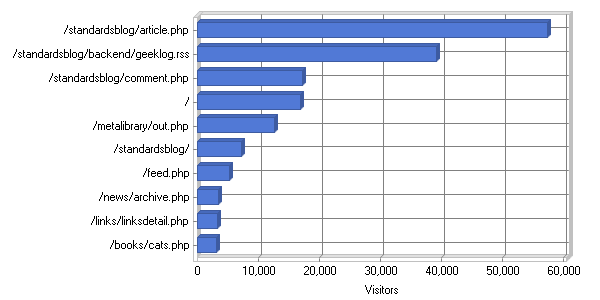 /standardsblog/article.php
/standardsblog/backend/geeklog.rss
/standardsblog/comment.php
/
/metalibrary/out.php
/standardsblog/
/feed.php
/news/archive.php
/links/linksdetail.php
/books/cats.php
0 10,000 20,000 30,000 40,000 50,000 60,000
Visitors